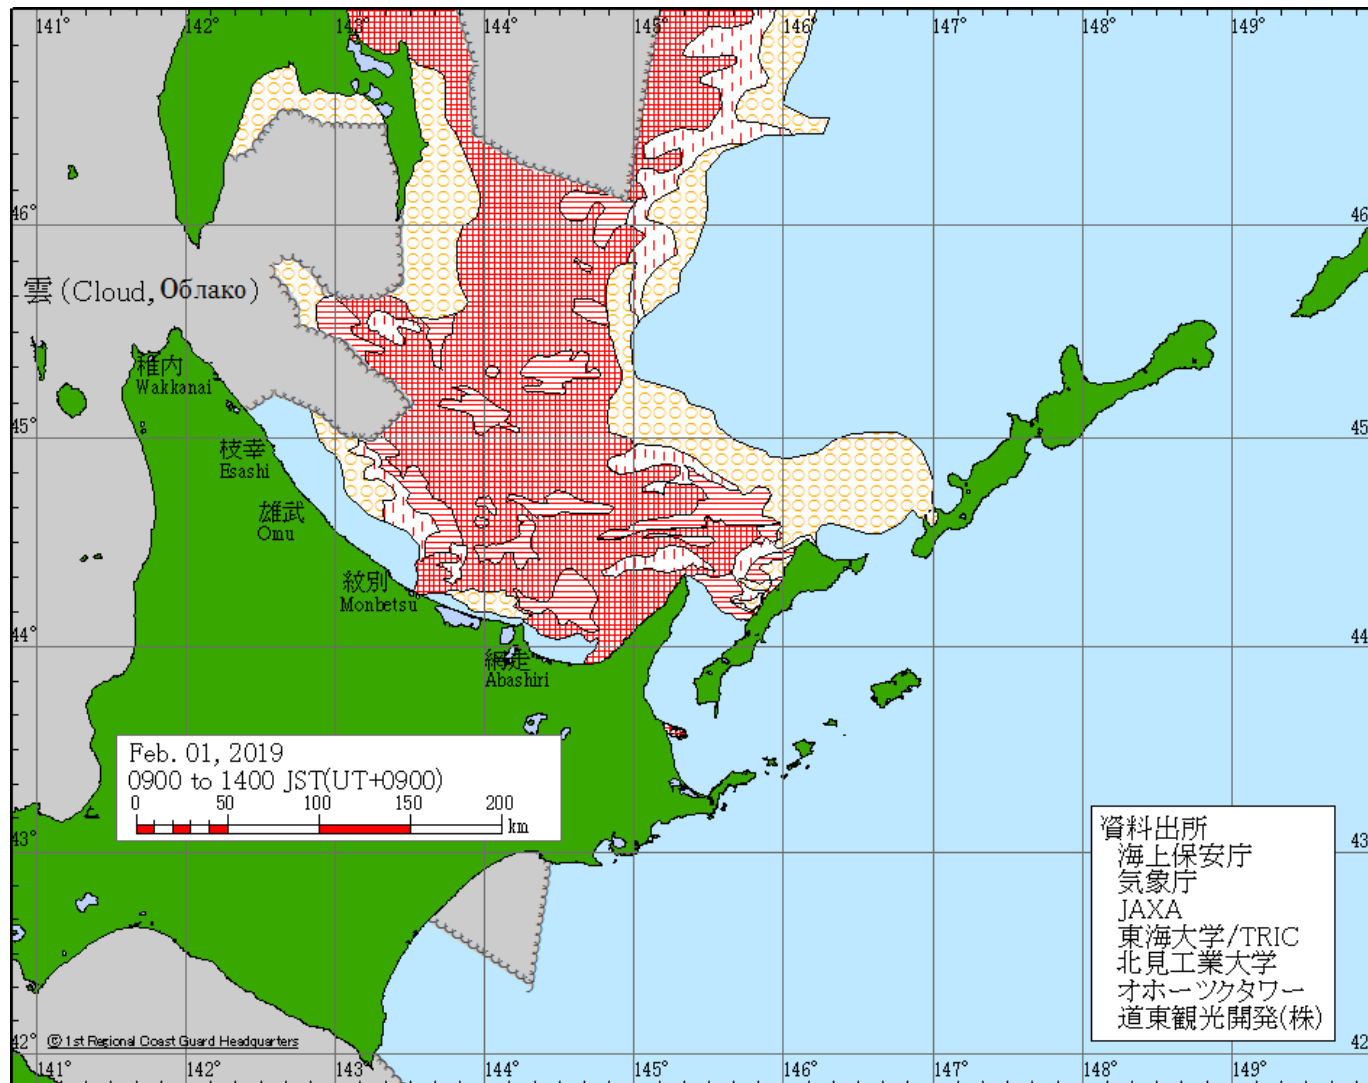 141° 142° 143° 144° 145° 146° 147° 148° 149°
46° 46
雲 (Cloud, Облако)
稚内
Wakkanai
45° 45
枝幸
Esashi
雄武
Omu
紋別
Monbetsu
44° 44
網走
Abashiri
Feb. 01, 2019
0900 to 1400 JST(UT+0900)
0 50 100 150 200
km
43° 43
資料出所
海上保安庁
気象庁
JAXA
東海大学/TRIC
北見工業大学
オホーツクタワー
道東観光開発(株)
42° 42
© 1st Regional Coast Guard Headquarters
141° 142° 143° 144° 145° 146° 147° 148° 149°